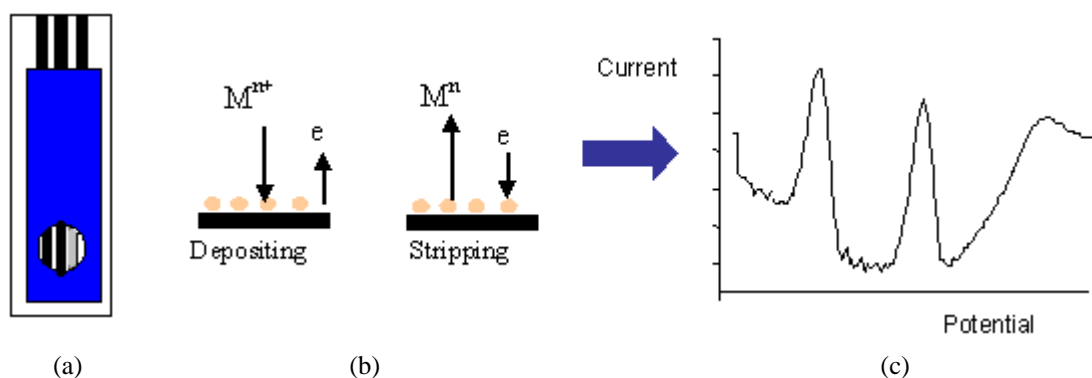 Current
Mⁿ⁺
Mⁿ
e
e
Depositing
Stripping
Potential
(a)
(b)
(c)